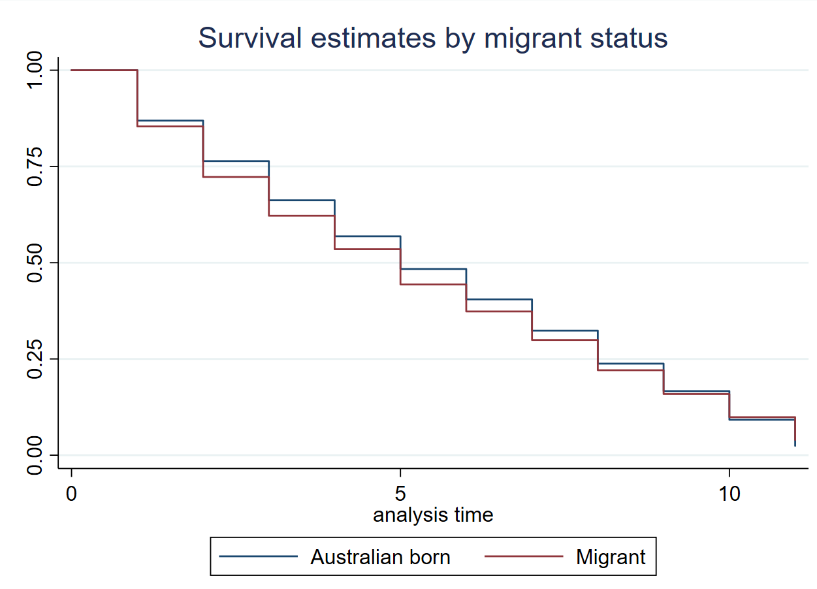 Survival estimates by migrant status
1.00
0.75
0.50
0.25
0.00
0 5 10
analysis time
Australian born Migrant